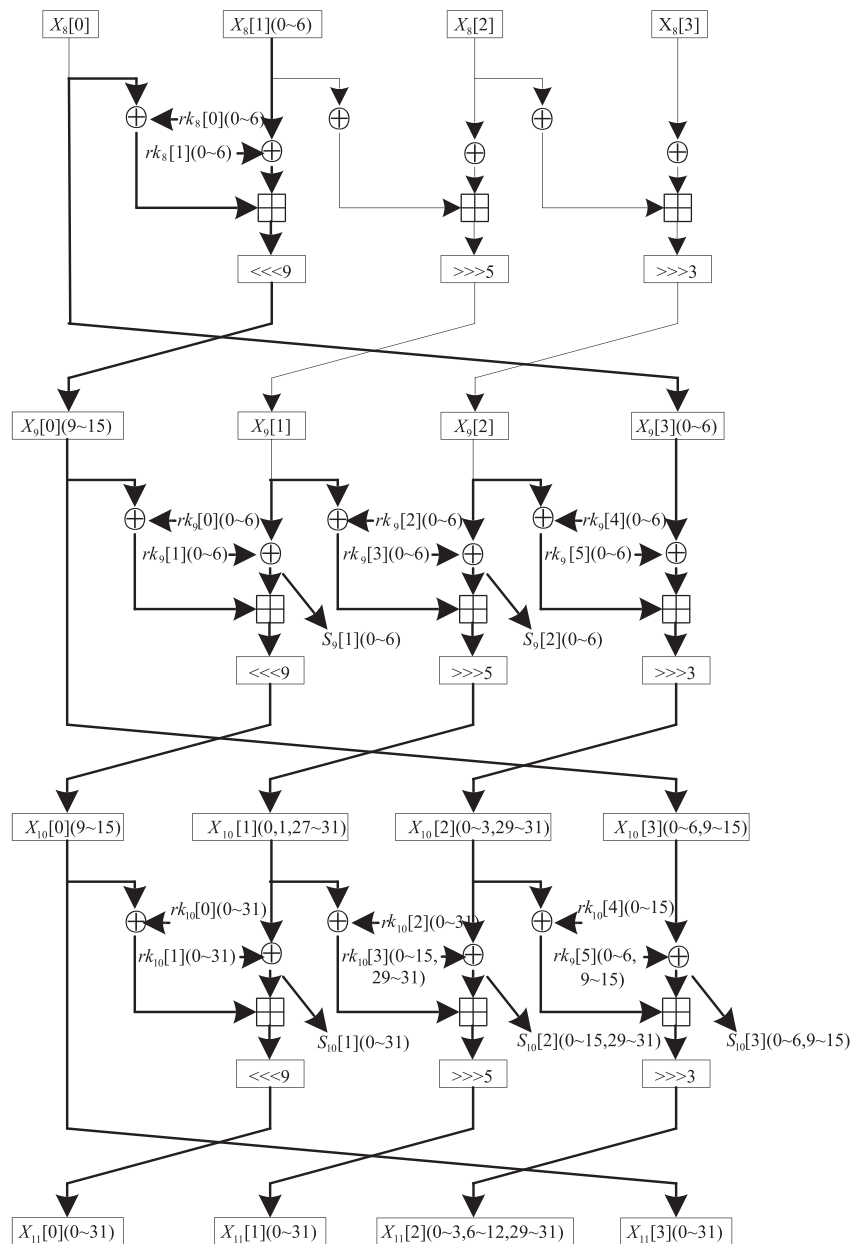 X₈[0] X₈[1](0~6) X₈[2] X₈[3]
rk₈[0](0~6)
rk₈[1](0~6)
<<<9 >>>5 >>>3
X₉[0](9~15) X₉[1] X₉[2] X₉[3](0~6)
rk₉[0](0~6) rk₉[2](0~6) rk₉[4](0~6)
rk₉[1](0~6) rk₉[3](0~6) rk₉[5](0~6)
S₉[1](0~6) S₉[2](0~6)
<<<9 >>>5 >>>3
X₁₀[0](9~15) X₁₀[1](0,1,27~31) X₁₀[2](0~3,29~31) X₁₀[3](0~6,9~15)
rk₁₀[0](0~31) rk₁₀[2](0~31) rk₁₀[4](0~15)
rk₁₀[1](0~31) rk₁₀[3](0~15, rk₉[5](0~6,
29~31) 9~15)
S₁₀[1](0~31) S₁₀[2](0~15,29~31) S₁₀[3](0~6,9~15)
<<<9 >>>5 >>>3
X₁₁[0](0~31) X₁₁[1](0~31) X₁₁[2](0~3,6~12,29~31) X₁₁[3](0~31)